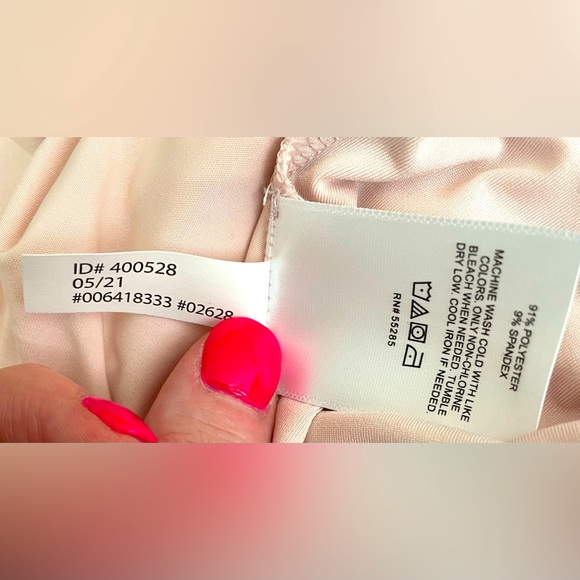 ID# 400528
05/21
#006418333 #02628
91% POLYESTER
9% SPANDEX
MACHINE WASH COLD WITH LIKE
COLORS ONLY NON-CHLORINE
BLEACH WHEN NEEDED. TUMBLE
DRY LOW. COOL IRON IF NEEDED
RN# 55285